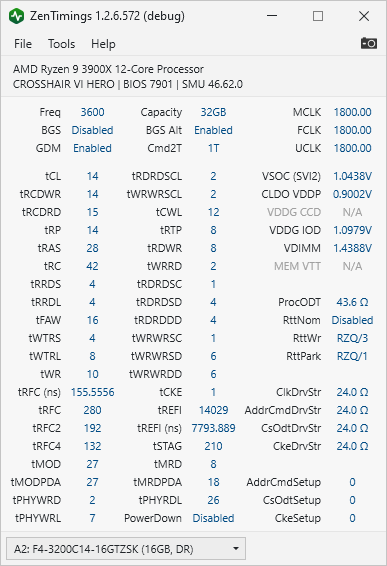 ZenTimings 1.2.6.572 (debug)
File Tools Help
AMD Ryzen 9 3900X 12-Core Processor
CROSSHAIR VI HERO | BIOS 7901 | SMU 46.62.0
Freq 3600 Capacity 32GB MCLK 1800.00
BGS Disabled BGS Alt Enabled FCLK 1800.00
GDM Enabled Cmd2T 1T UCLK 1800.00
tCL 14 tRDRDSCL 2 VSOC (SVI2) 1.0438V
tRCDWR 14 tWRWRSCL 2 CLDO VDDP 0.9002V
tRCDRD 15 tCWL 12 VDDG CCD N/A
tRP 14 tRTP 8 VDDG IOD 1.0979V
tRAS 28 tRDWR 8 VDIMM 1.4388V
tRC 42 tWRRD 2 MEM VTT N/A
tRRDS 4 tRDRDSC 1
tRRDL 4 tRDRDSD 4 ProcODT 43.6 Ω
tFAW 16 tRDRDDD 4 RttNom Disabled
tWTRS 4 tWRWRSC 1 RttWr RZQ/3
tWTRL 8 tWRWRSD 6 RttPark RZQ/1
tWR 10 tWRWRDD 6
tRFC (ns) 155.5556 tCKE 1 ClkDrvStr 24.0 Ω
tRFC 280 tREFI 14029 AddrCmdDrvStr 24.0 Ω
tRFC2 192 tREFI (ns) 7793.889 CsOdtDrvStr 24.0 Ω
tRFC4 132 tSTAG 210 CkeDrvStr 24.0 Ω
tMOD 27 tMRD 8
tMODPDA 27 tMRDPDA 18 AddrCmdSetup 0
tPHYWRD 2 tPHYRDL 26 CsOdtSetup 0
tPHYWRL 7 PowerDown Disabled CkeSetup 0
A2: F4-3200C14-16GTZSK (16GB, DR)